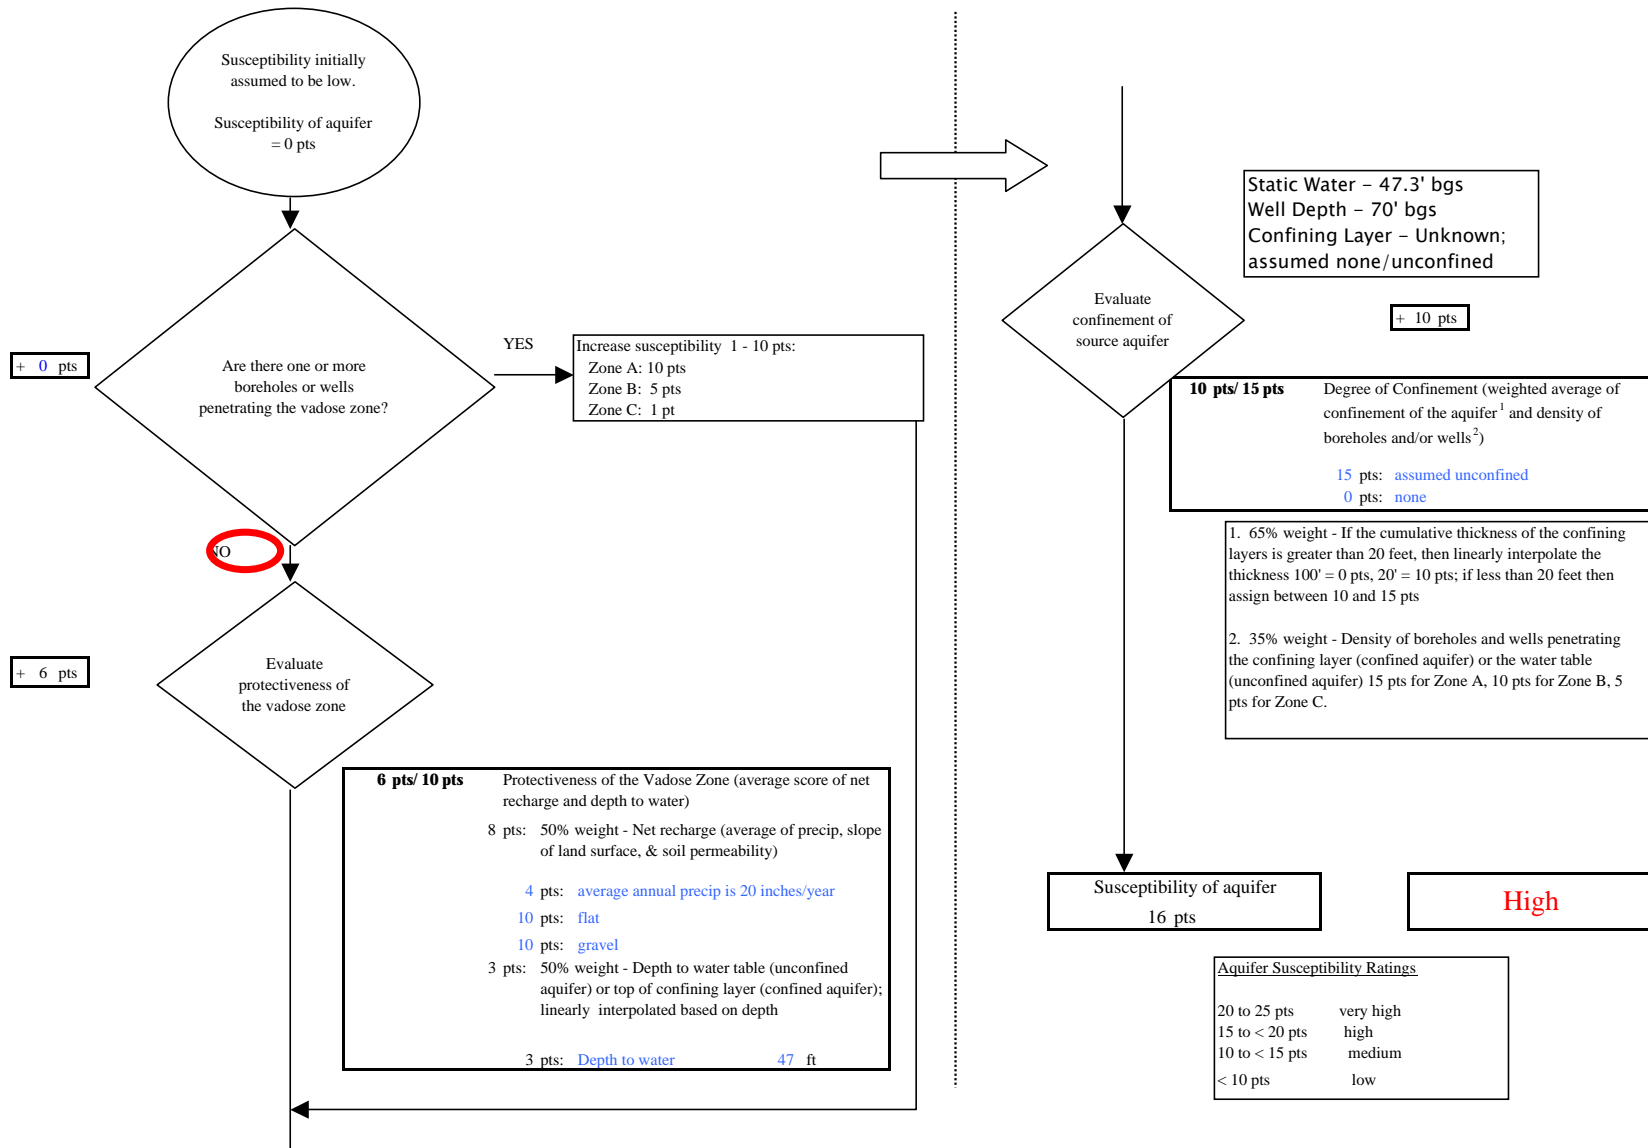 Susceptibility initially
assumed to be low.
Susceptibility of aquifer
= 0 pts
+ 0 pts
Are there one or more
boreholes or wells
penetrating the vadose zone?
YES
Increase susceptibility 1 - 10 pts:
Zone A: 10 pts
Zone B: 5 pts
Zone C: 1 pt
NO
+ 6 pts
Evaluate
protectiveness of
the vadose zone
6 pts/ 10 pts Protectiveness of the Vadose Zone (average score of net
recharge and depth to water)
8 pts: 50% weight - Net recharge (average of precip, slope
of land surface, & soil permeability)
4 pts: average annual precip is 20 inches/year
10 pts: flat
10 pts: gravel
3 pts: 50% weight - Depth to water table (unconfined
aquifer) or top of confining layer (confined aquifer);
linearly interpolated based on depth
3 pts: Depth to water 47 ft
Static Water – 47.3' bgs
Well Depth – 70' bgs
Confining Layer – Unknown;
assumed none/unconfined
Evaluate
confinement of
source aquifer
+ 10 pts
10 pts/ 15 pts Degree of Confinement (weighted average of
confinement of the aquifer1 and density of
boreholes and/or wells2)
15 pts: assumed unconfined
0 pts: none
1. 65% weight - If the cumulative thickness of the confining
layers is greater than 20 feet, then linearly interpolate the
thickness 100' = 0 pts, 20' = 10 pts; if less than 20 feet then
assign between 10 and 15 pts
2. 35% weight - Density of boreholes and wells penetrating
the confining layer (confined aquifer) or the water table
(unconfined aquifer) 15 pts for Zone A, 10 pts for Zone B, 5
pts for Zone C.
Susceptibility of aquifer
16 pts
High
Aquifer Susceptibility Ratings
20 to 25 pts very high
15 to < 20 pts high
10 to < 15 pts medium
< 10 pts low